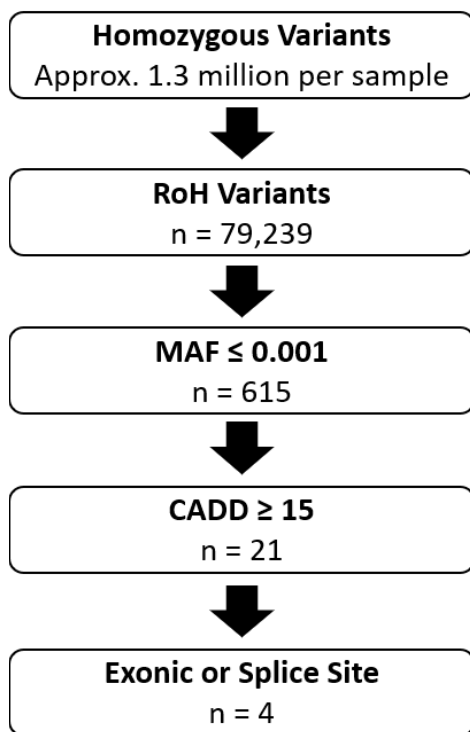 Homozygous Variants
Approx. 1.3 million per sample
RoH Variants
n = 79,239
MAF ≤ 0.001
n = 615
CADD ≥ 15
n = 21
Exonic or Splice Site
n = 4